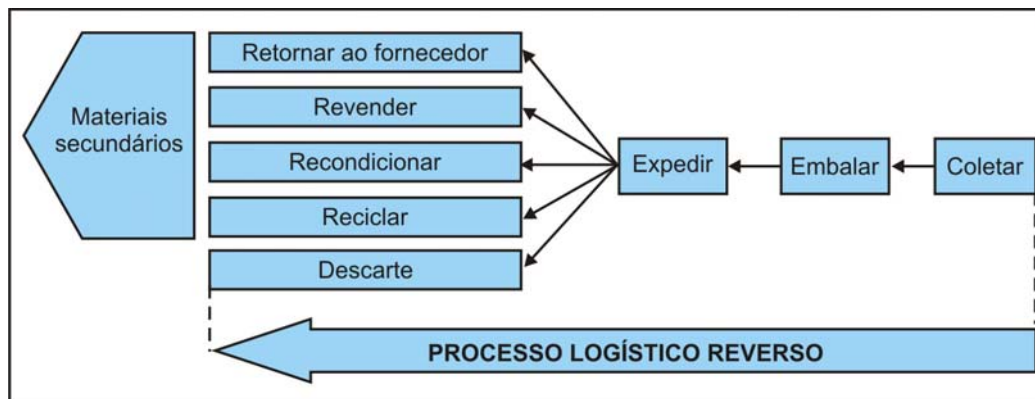 Materiais
secundários
Retornar ao fornecedor
Revender
Recondicionar
Reciclar
Descarte
Expedir
Embalar
Coletar
PROCESSO LOGÍSTICO REVERSO